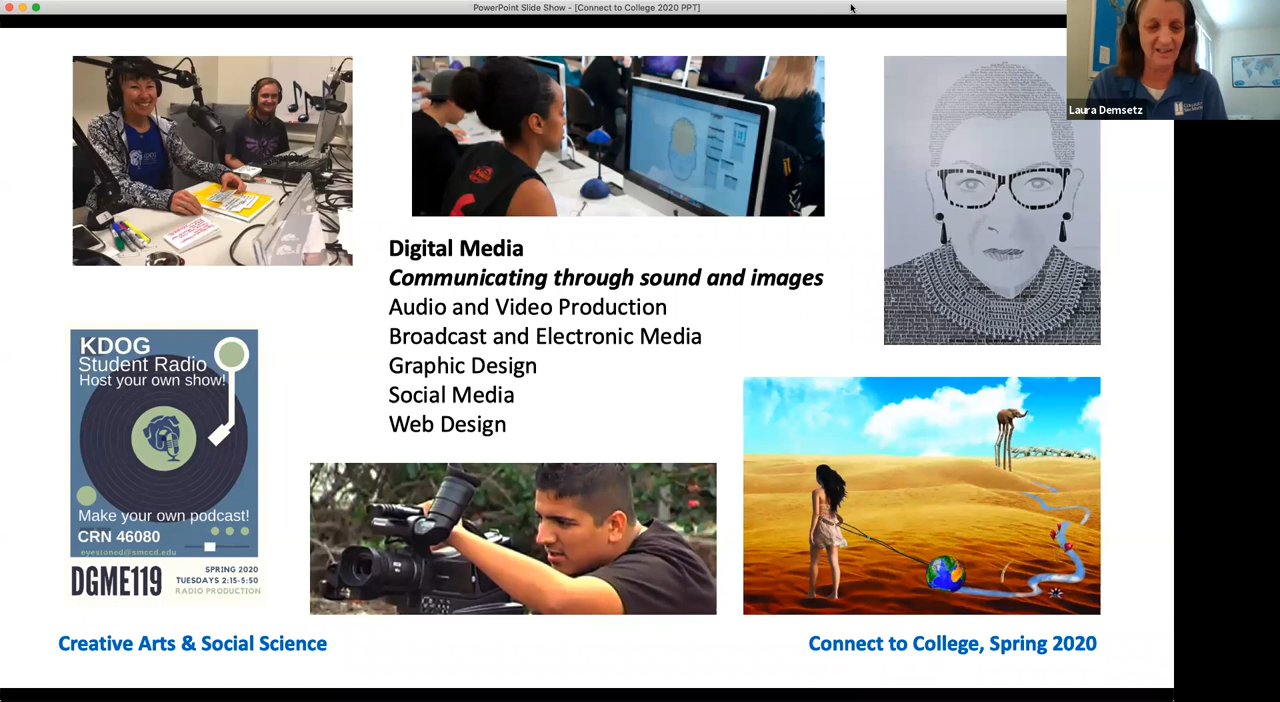 PowerPoint Slide Show - [Connect to College 2020 PPT]
Laura Demsetz
Digital Media
Communicating through sound and images
Audio and Video Production
Broadcast and Electronic Media
Graphic Design
Social Media
Web Design
KDOG
Student Radio
Host your own show!
Make your own podcast!
CRN 46080
eyestoned@smccd.edu
DGME119
SPRING 2020
TUESDAYS 2:15-5:50
RADIO PRODUCTION
Creative Arts & Social Science
Connect to College, Spring 2020